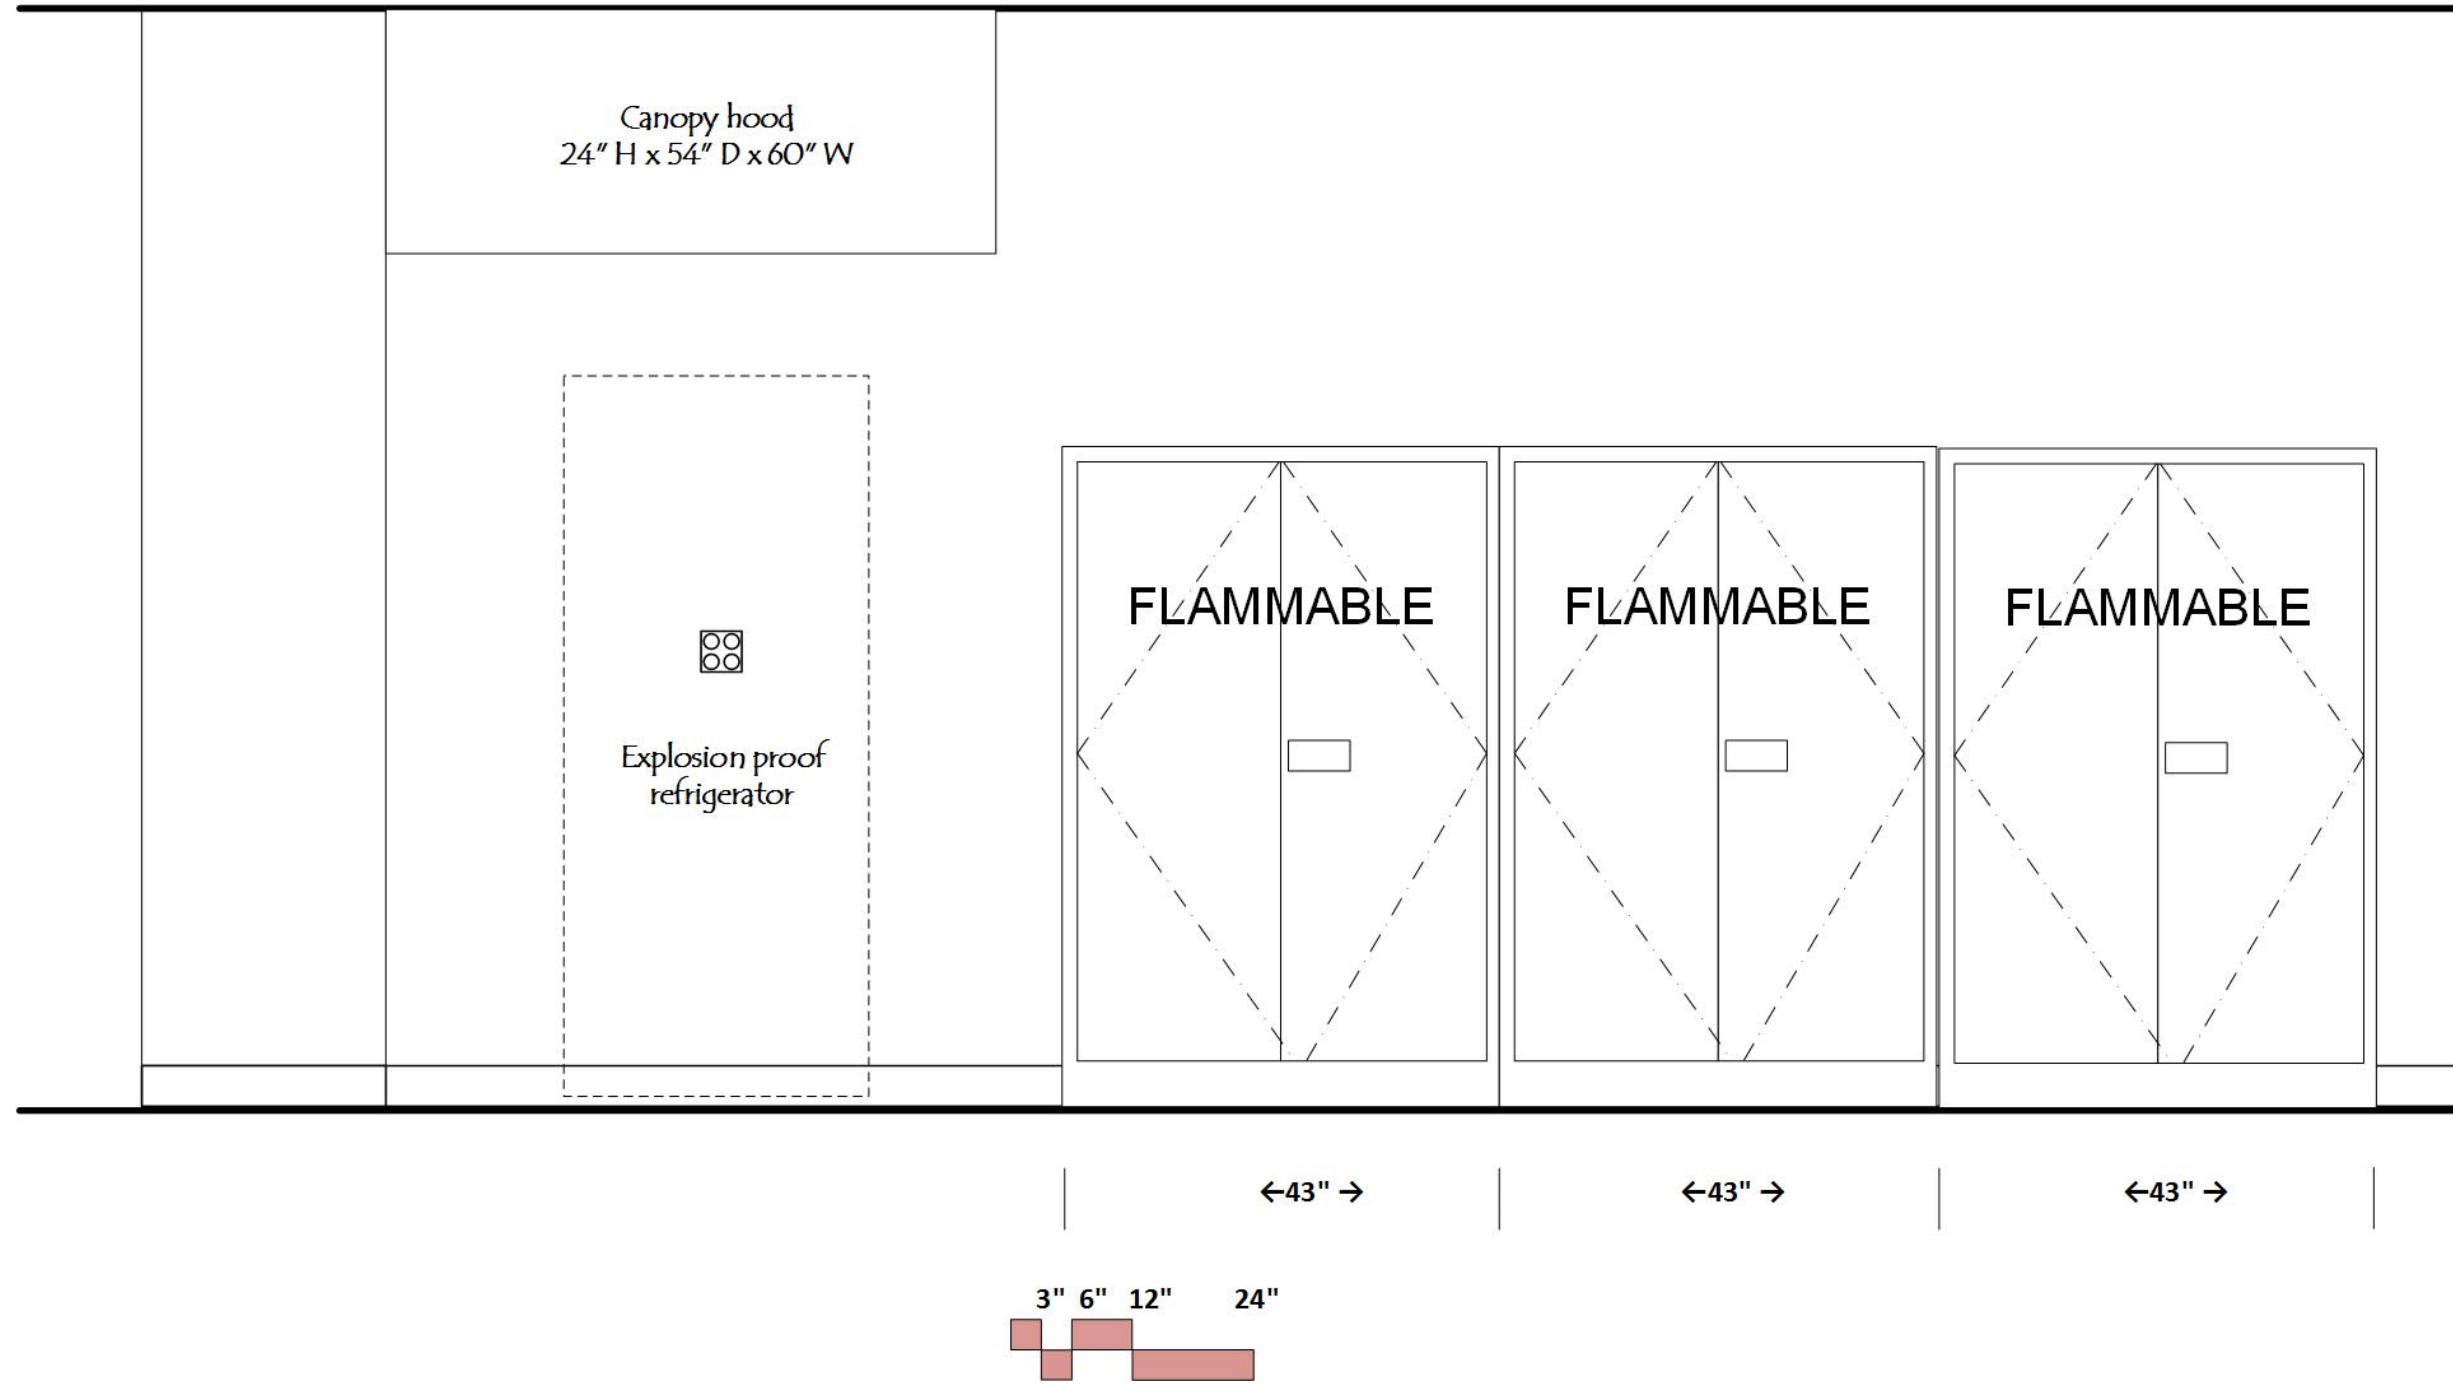 Canopy hood
24" H x 54" D x 60" W
FLAMMABLE
FLAMMABLE
FLAMMABLE
Explosion proof
refrigerator
←43" →
←43" →
←43" →
3" 6" 12" 24"